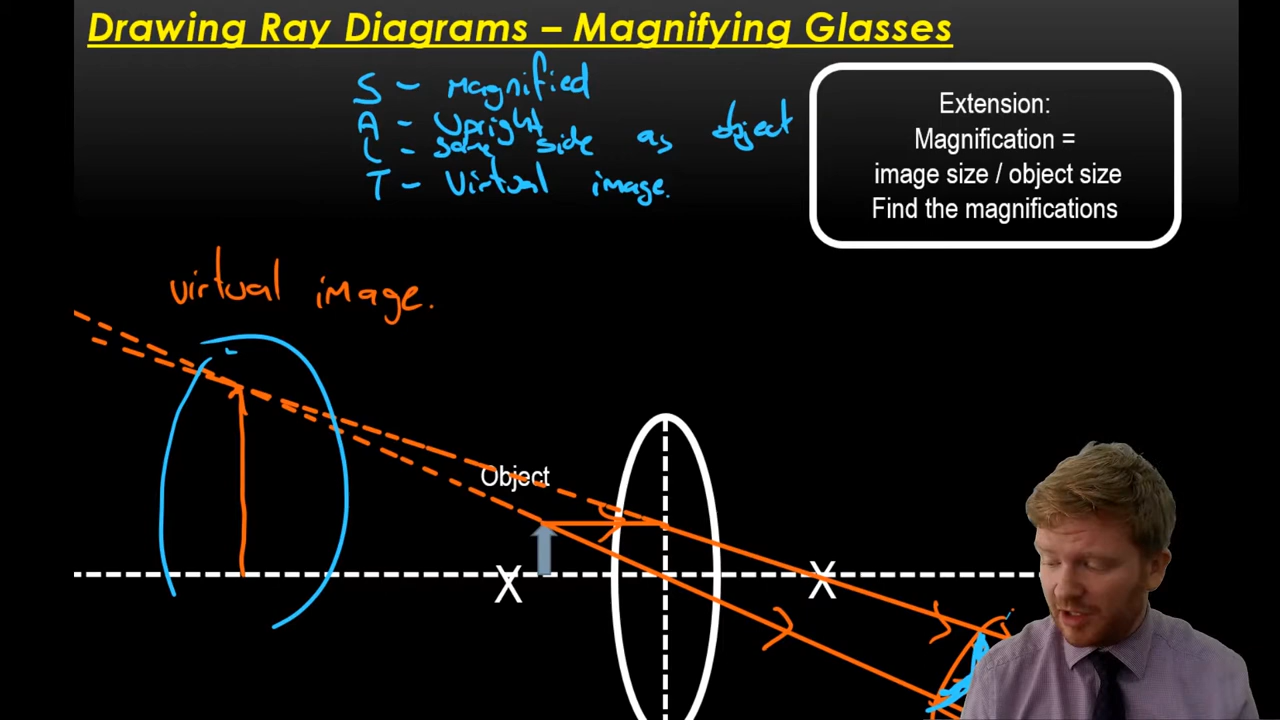 Drawing Ray Diagrams – Magnifying Glasses
S – Magnified
A – Upright
L – same side as object
T – Virtual image.
Extension:
Magnification =
image size / object size
Find the magnifications
virtual image.
Object
X
X